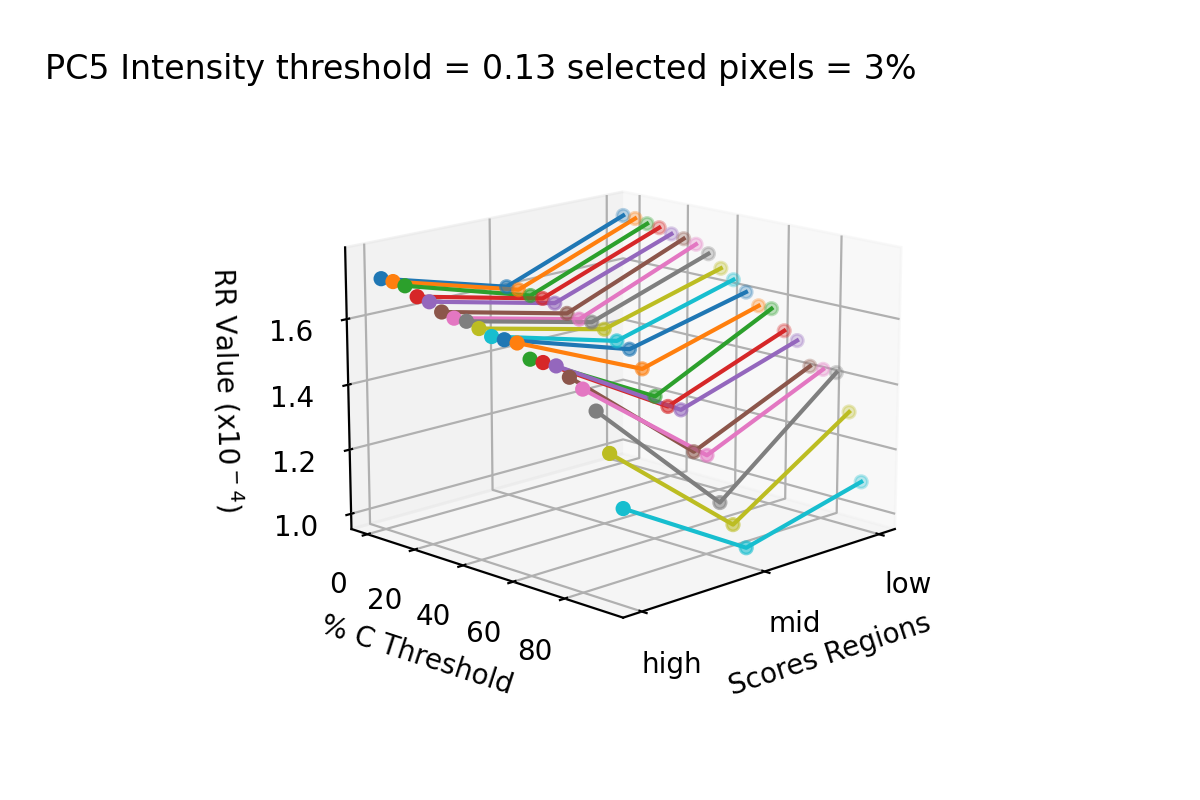 PC5 Intensity threshold = 0.13 selected pixels = 3%
RR Value (x10⁻⁴)
1.6
1.4
1.2
1.0
0
20
40
60
80
% C Threshold
high
mid
low
Scores Regions